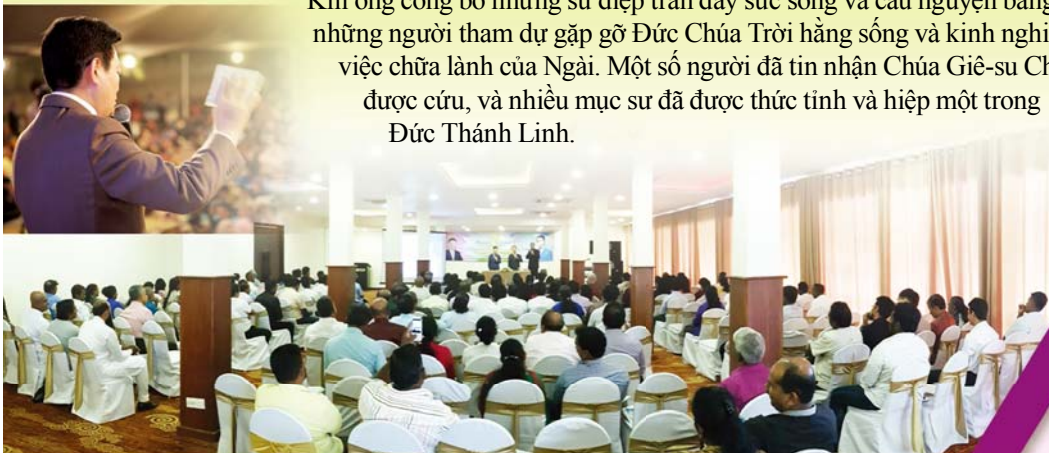 Khi ông công bố những sứ điệp tràn đầy sức sống và cầu nguyện bằng
những người tham dự gặp gỡ Đức Chúa Trời hằng sống và kinh nghi
việc chữa lành của Ngài. Một số người đã tin nhận Chúa Giê-su Ch
được cứu, và nhiều mục sư đã được thức tỉnh và hiệp một trong
Đức Thánh Linh.